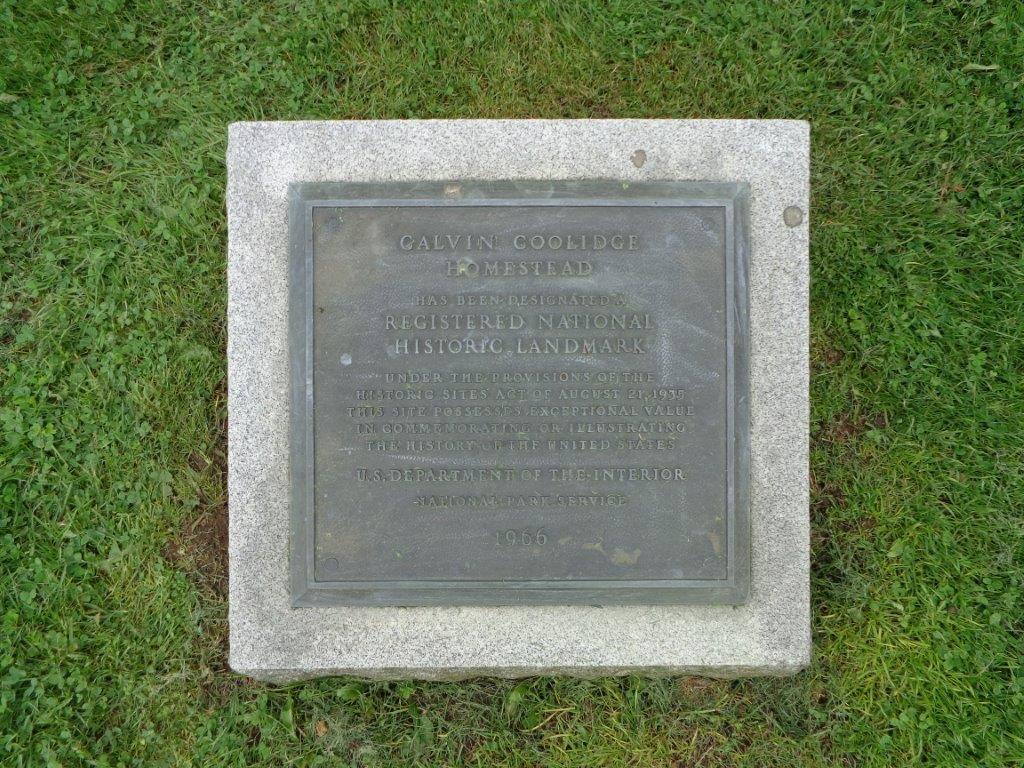 CALVIN COOLIDGE
HOMESTEAD
HAS BEEN DESIGNATED A
REGISTERED NATIONAL
HISTORIC LANDMARK
UNDER THE PROVISIONS OF THE
HISTORIC SITES ACT OF AUGUST 21, 1935
THIS SITE POSSESSES EXCEPTIONAL VALUE
IN COMMEMORATING OR ILLUSTRATING
THE HISTORY OF THE UNITED STATES
U.S. DEPARTMENT OF THE INTERIOR
NATIONAL PARK SERVICE
1966